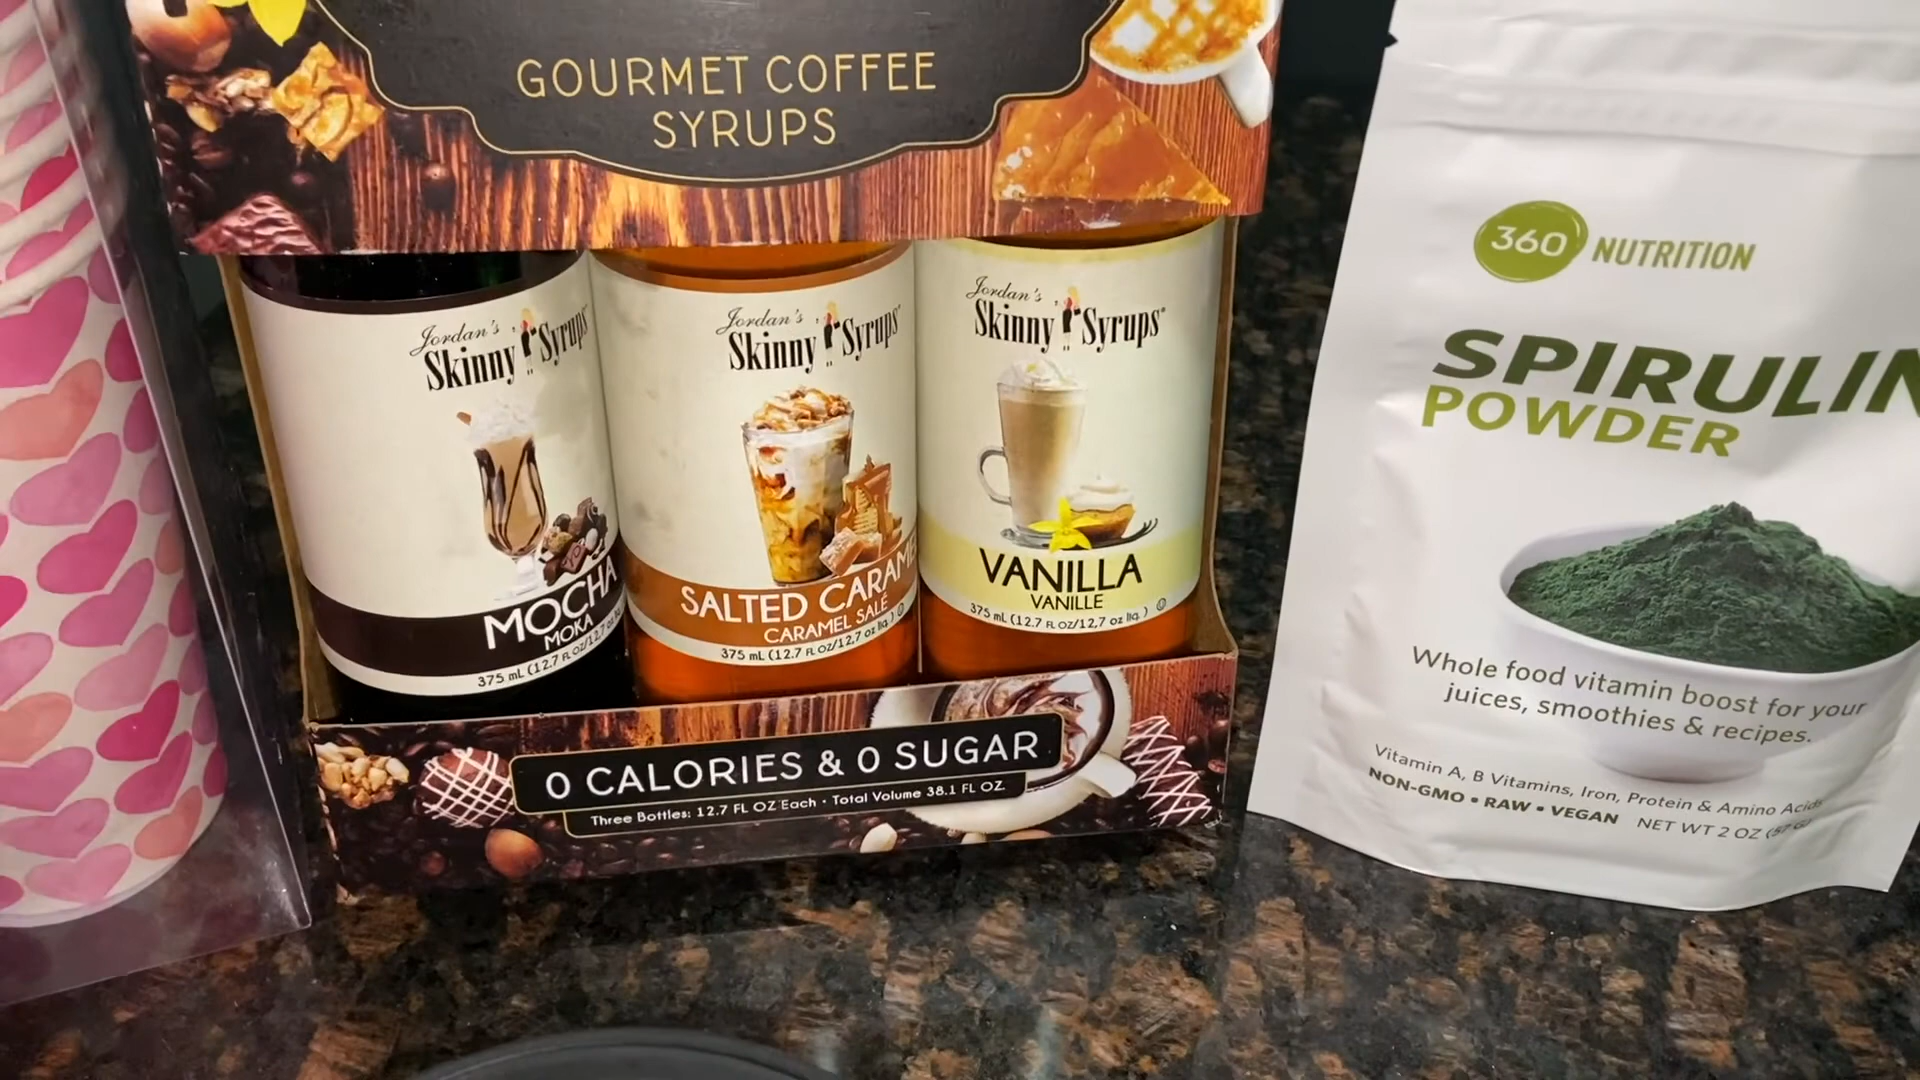 GOURMET COFFEE
SYRUPS
Jordan's
Skinny Syrups
MOCHA
MOKA
375 mL (12.7 FL OZ/12,7 oz
Jordan's
Skinny Syrups
SALTED CARAME
CARAMEL SALÉ
375 mL (12.7 FL OZ/12,7 oz liq.)
Jordan's
Skinny Syrups
VANILLA
VANILLE
375 mL (12.7 FL OZ/12,7 oz liq.)
0 CALORIES & 0 SUGAR
Three Bottles: 12.7 FL OZ Each • Total Volume 38.1 FL OZ.
360 NUTRITION
SPIRULIN
POWDER
Whole food vitamin boost for your
juices, smoothies & recipes.
Vitamin A, B Vitamins, Iron, Protein & Amino Acids
NON-GMO • RAW • VEGAN NET WT 2 OZ (57 G)